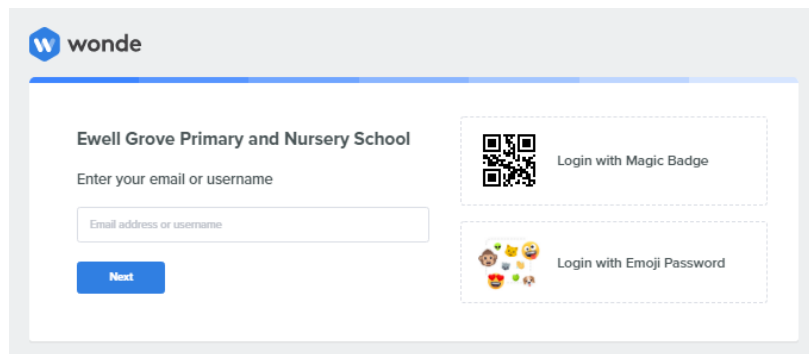 wonde
Ewell Grove Primary and Nursery School
Enter your email or username
Email address or username
Next
Login with Magic Badge
Login with Emoji Password